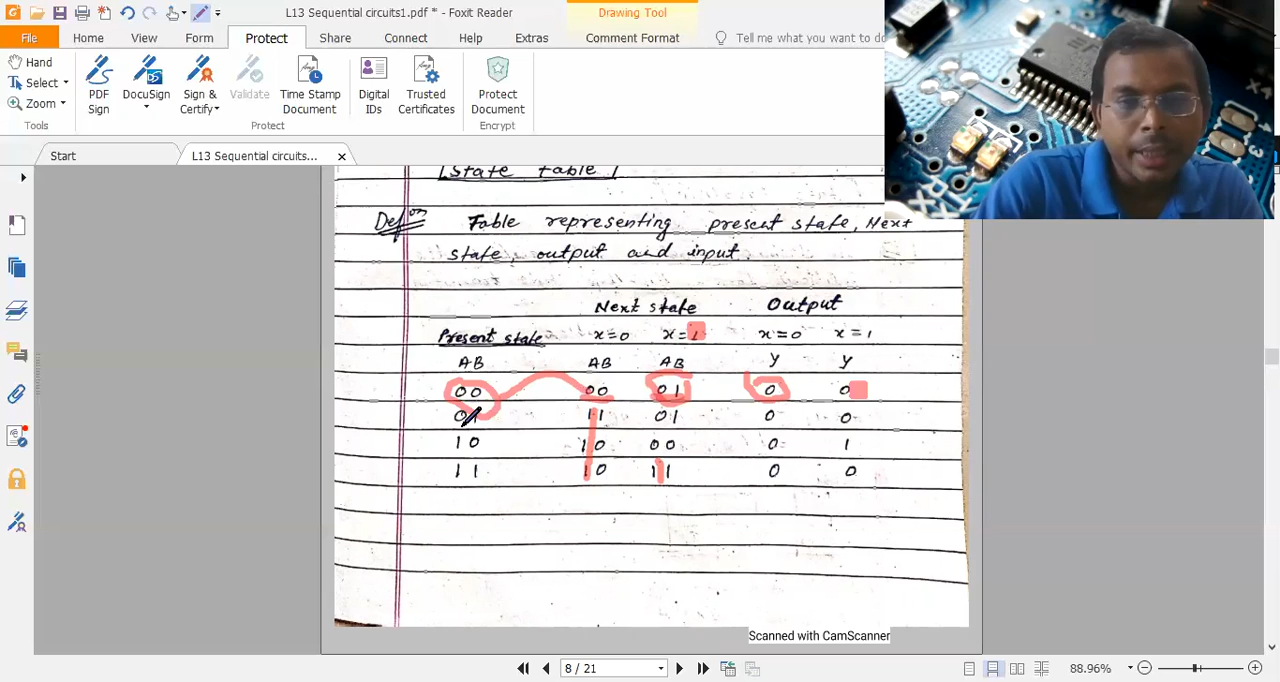 L13 Sequential circuits1.pdf * - Foxit Reader
Drawing Tool
File Home View Form Protect Share Connect Help Extras Comment Format Tell me what you want to do
Hand
Select
Zoom
Tools
PDF Sign
DocuSign
Sign & Certify
Validate
Time Stamp Document
Digital IDs
Trusted Certificates
Protect
Protect Document
Encrypt
Start
L13 Sequential circuits...
State table
Defon Table representing present state, Next
state, output and input.
Next state Output
Present state x=0 x=1 x=0 x=1
AB AB AB Y Y
00 00 01 0 0
01 11 01 0 0
10 10 00 0 1
11 10 11 0 0
Scanned with CamScanner
8 / 21
88.96%